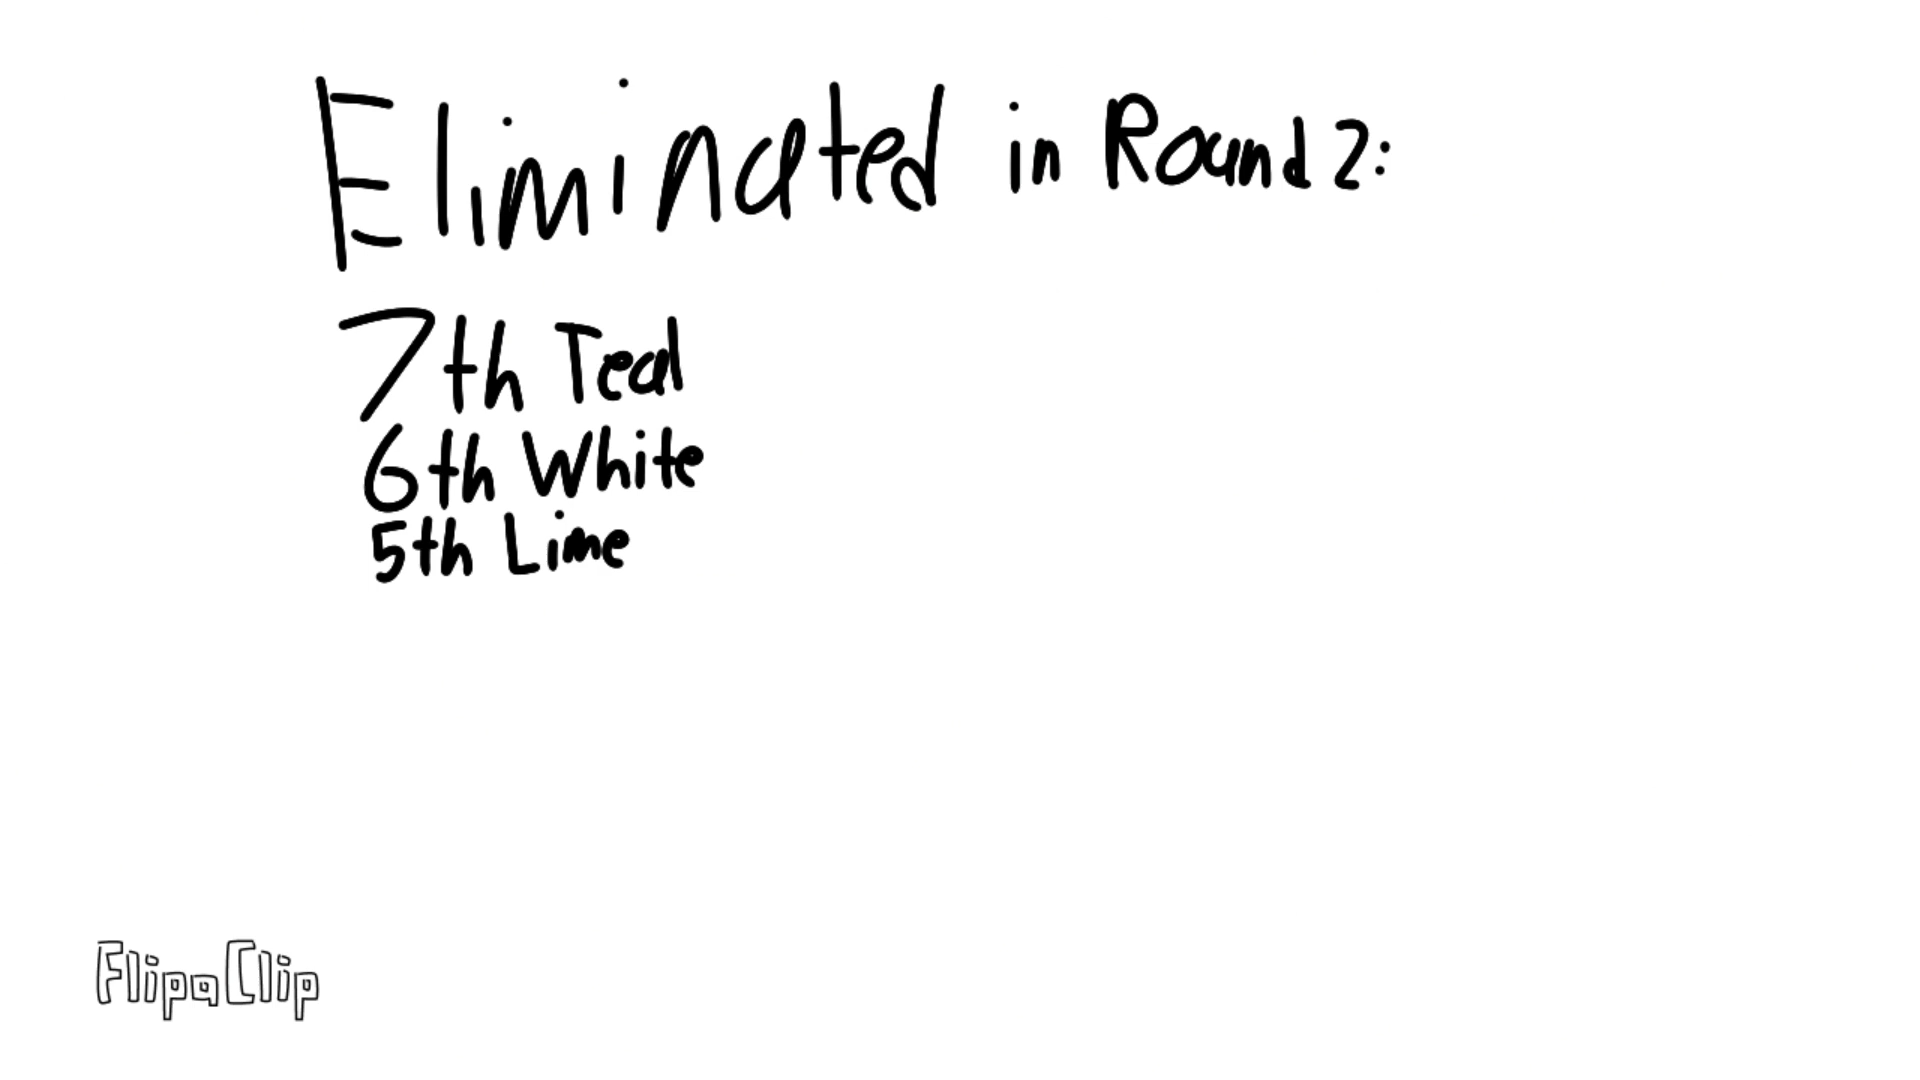 Eliminated in Round 2:
7th Teal
6th White
5th Lime
FlipaClip